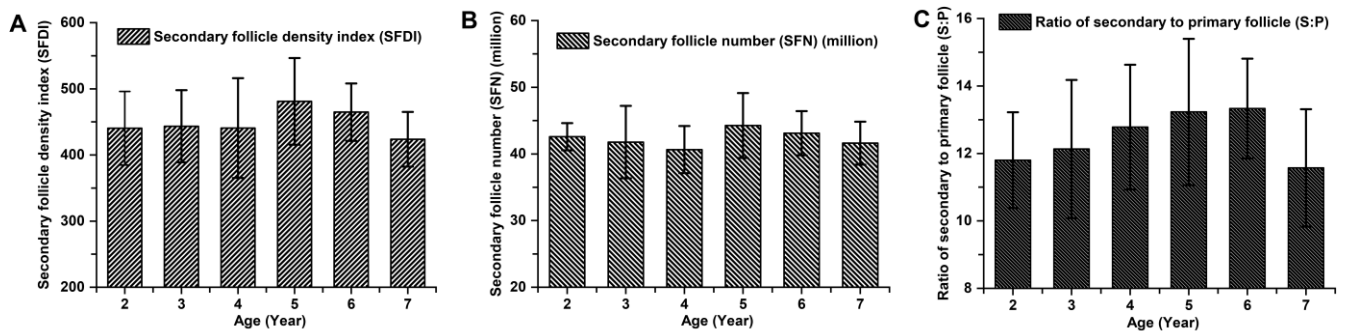 A
Secondary follicle density index (SFDI)
600
500
400
300
200
Secondary follicle density index (SFDI)
2 3 4 5 6 7
Age (Year)
B
Secondary follicle number (SFN) (million)
60
50
40
30
20
Secondary follicle number (SFN) (million)
2 3 4 5 6 7
Age (Year)
C
Ratio of secondary to primary follicle (S:P)
16
14
12
10
8
Ratio of secondary to primary follicle (S:P)
2 3 4 5 6 7
Age (Year)